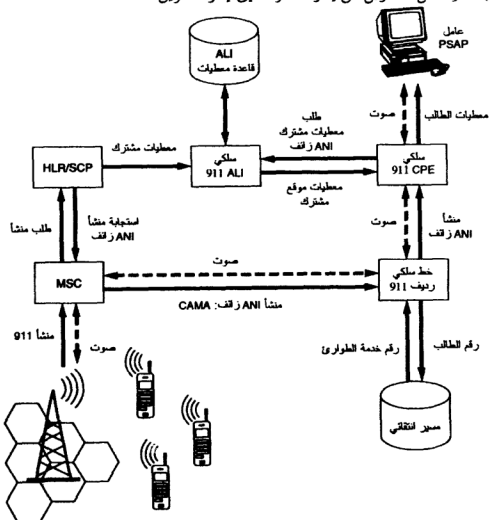 عامل
PSAP
ALI
قاعدة معطيات
معطيات الطالب
صوت
طلب
معطيات مشترك
ANI زائف
معطيات مشترك
HLR/SCP
سلكي
911 ALI
سلكي
911 CPE
معطيات موقع
مشترك
طلب منشأ
استجابة منشأ
ANI زائف
صوت
منشأ
ANI زائف
صوت
MSC
خط سلكي
رديف 911
منشأ ANI زائف: CAMA
منشأ 911
صوت
رقم خدمة الطوارئ
رقم الطالب
مسير انتقائي